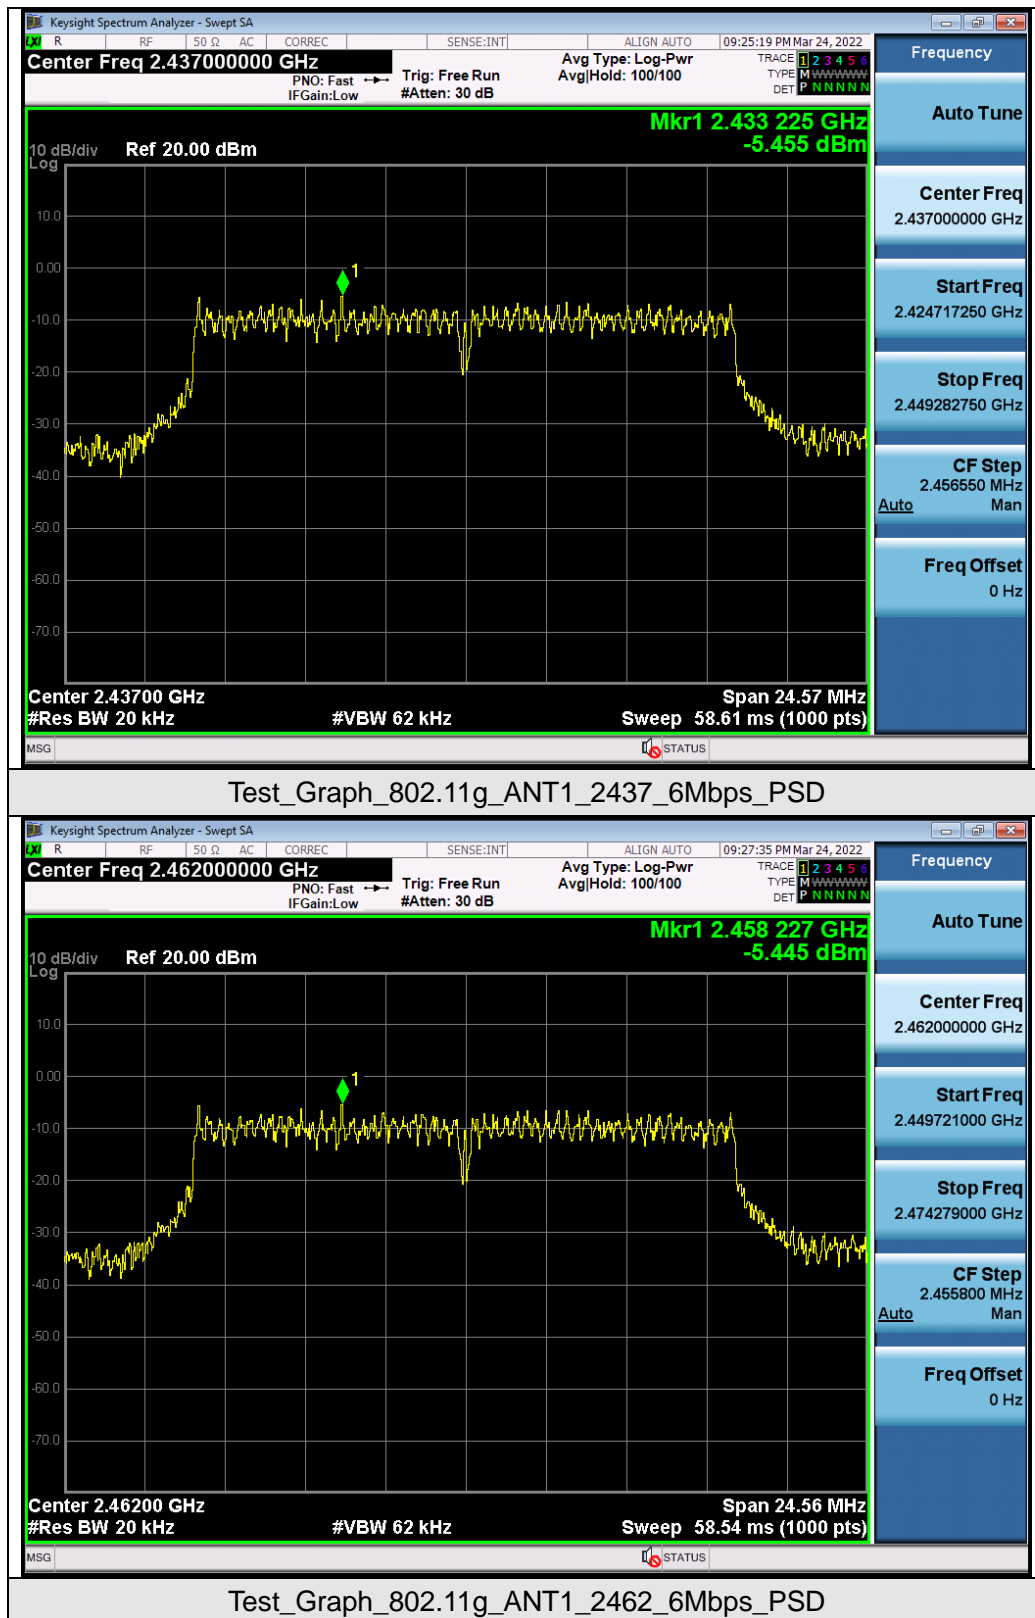 Keysight Spectrum Analyzer - Swept SA
LXI R RF 50 Ω AC CORREC SENSE:INT ALIGN AUTO 09:25:19 PM Mar 24, 2022
Center Freq 2.437000000 GHz
PNO: Fast
IFGain:Low
Trig: Free Run
#Atten: 30 dB
Avg Type: Log-Pwr
Avg|Hold: 100/100
TRACE 1 2 3 4 5 6
TYPE M WWWWW
DET P N N N N N
Frequency
Mkr1 2.433 225 GHz
-5.455 dBm
10 dB/div Ref 20.00 dBm
Log
10.0
0.00
-10.0
-20.0
-30.0
-40.0
-50.0
-60.0
-70.0
1
Center 2.43700 GHz Span 24.57 MHz
#Res BW 20 kHz #VBW 62 kHz Sweep 58.61 ms (1000 pts)
Auto Tune
Center Freq
2.437000000 GHz
Start Freq
2.424717250 GHz
Stop Freq
2.449282750 GHz
CF Step
2.456550 MHz
Auto Man
Freq Offset
0 Hz
MSG STATUS
Test_Graph_802.11g_ANT1_2437_6Mbps_PSD
Keysight Spectrum Analyzer - Swept SA
LXI R RF 50 Ω AC CORREC SENSE:INT ALIGN AUTO 09:27:35 PM Mar 24, 2022
Center Freq 2.462000000 GHz
PNO: Fast
IFGain:Low
Trig: Free Run
#Atten: 30 dB
Avg Type: Log-Pwr
Avg|Hold: 100/100
TRACE 1 2 3 4 5 6
TYPE M WWWWW
DET P N N N N N
Frequency
Mkr1 2.458 227 GHz
-5.445 dBm
10 dB/div Ref 20.00 dBm
Log
10.0
0.00
-10.0
-20.0
-30.0
-40.0
-50.0
-60.0
-70.0
1
Center 2.46200 GHz Span 24.56 MHz
#Res BW 20 kHz #VBW 62 kHz Sweep 58.54 ms (1000 pts)
Auto Tune
Center Freq
2.462000000 GHz
Start Freq
2.449721000 GHz
Stop Freq
2.474279000 GHz
CF Step
2.455800 MHz
Auto Man
Freq Offset
0 Hz
MSG STATUS
Test_Graph_802.11g_ANT1_2462_6Mbps_PSD